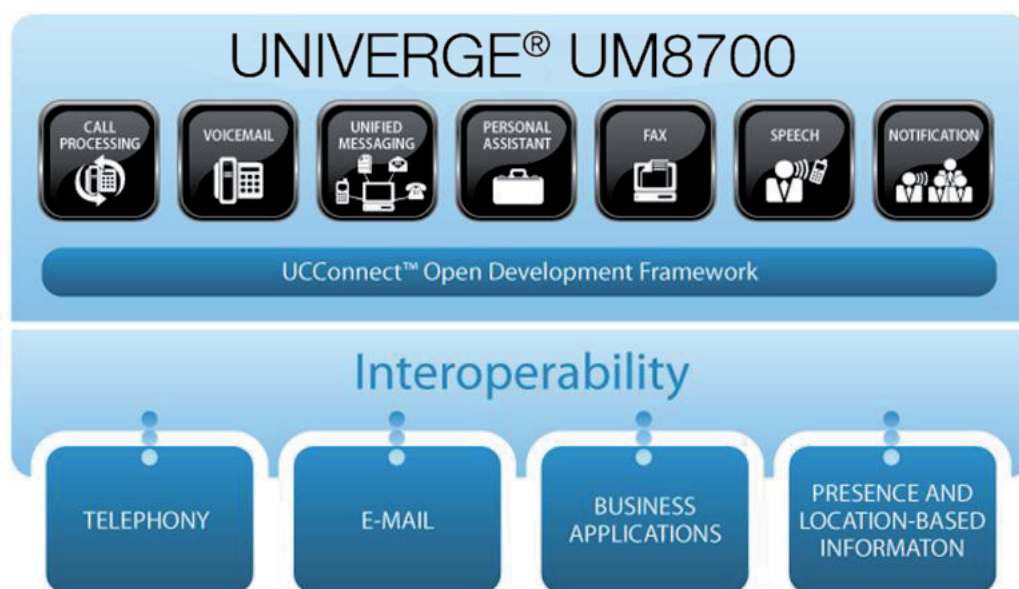 UNIVERGE® UM8700
CALL
PROCESSING
VOICEMAIL
UNIFIED
MESSAGING
PERSONAL
ASSISTANT
FAX
SPEECH
NOTIFICATION
UCConnect™ Open Development Framework
Interoperability
TELEPHONY
E-MAIL
BUSINESS
APPLICATIONS
PRESENCE AND
LOCATION-BASED
INFORMATON